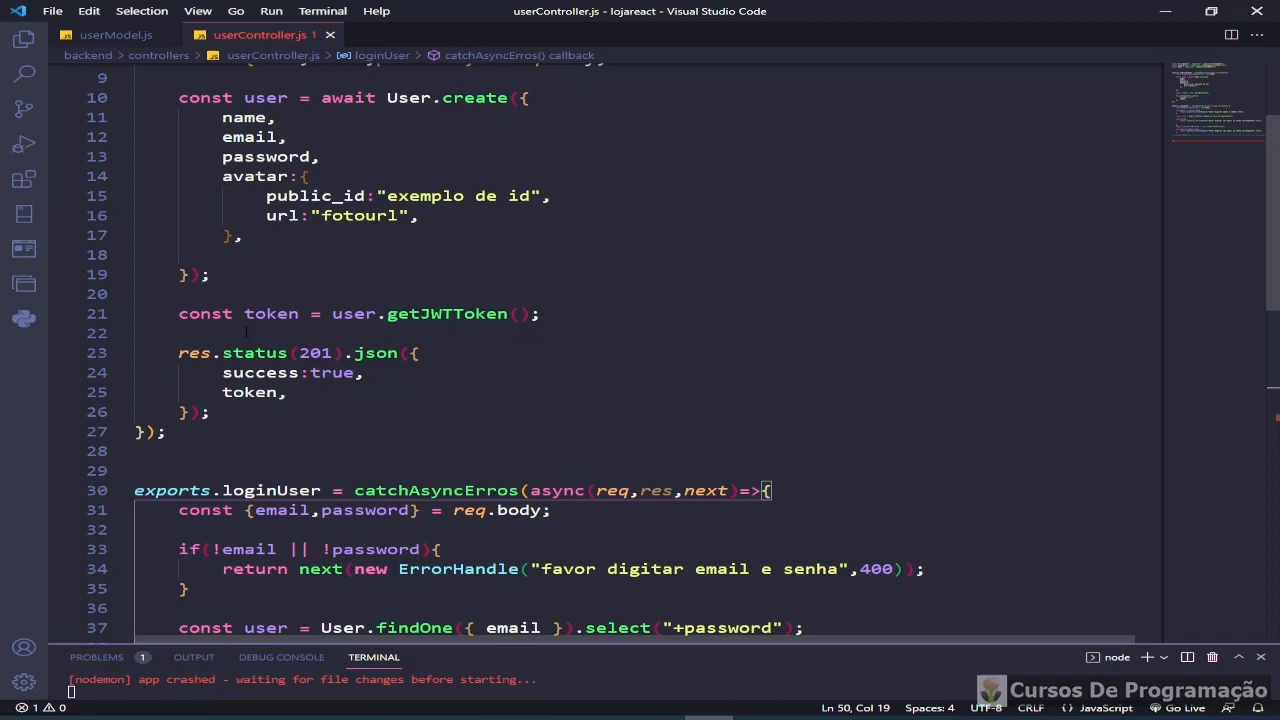 File Edit Selection View Go Run Terminal Help
userController.js - lojareact - Visual Studio Code
JS userModel.js
JS userController.js 1
backend > controllers > JS userController.js > loginUser > catchAsyncErros() callback
9
10 const user = await User.create({
11 name,
12 email,
13 password,
14 avatar:{
15 public_id:"exemplo de id",
16 url:"fotourl",
17 },
18
19 });
20
21 const token = user.getJWTToken();
22
23 res.status(201).json({
24 success:true,
25 token,
26 });
27 });
28
29
30 exports.loginUser = catchAsyncErros(async(req,res,next)=>{
31 const {email,password} = req.body;
32
33 if(!email || !password){
34 return next(new ErrorHandle("favor digitar email e senha",400));
35 }
36
37 const user = User.findOne({ email }).select("+password");
PROBLEMS 1 OUTPUT DEBUG CONSOLE TERMINAL
node
[nodemon] app crashed - waiting for file changes before starting...
Cursos De Programação
1 0
Ln 50, Col 19 Spaces: 4 UTF-8 CRLF {} JavaScript Go Live